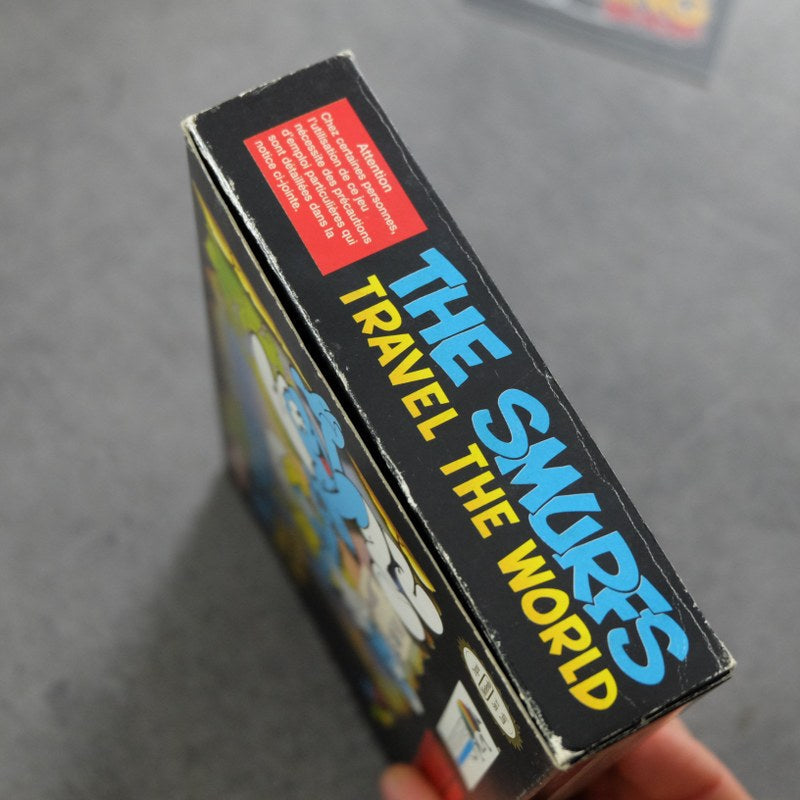 Attention
Chez certaines personnes,
l'utilisation de ce jeu
nécessite des précautions
d'emploi particulières qui
sont détaillées dans la
notice ci-jointe.
THE SMURFS
TRAVEL THE WORLD